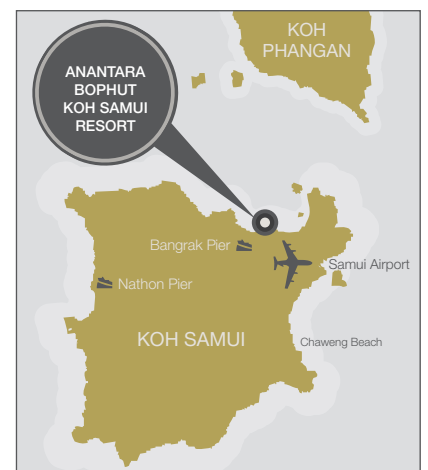 KOH
PHANGAN
ANANTARA
BOPHUT
KOH SAMUI
RESORT
Bangrak Pier
Samui Airport
Nathon Pier
KOH SAMUI
Chaweng Beach